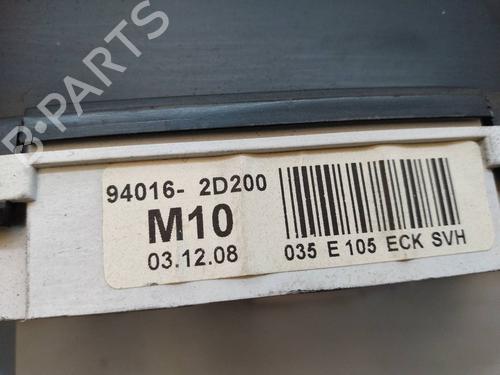 B-PARTS
94016- 2D200
M10
03.12.08
035 E 105 ECK SVH